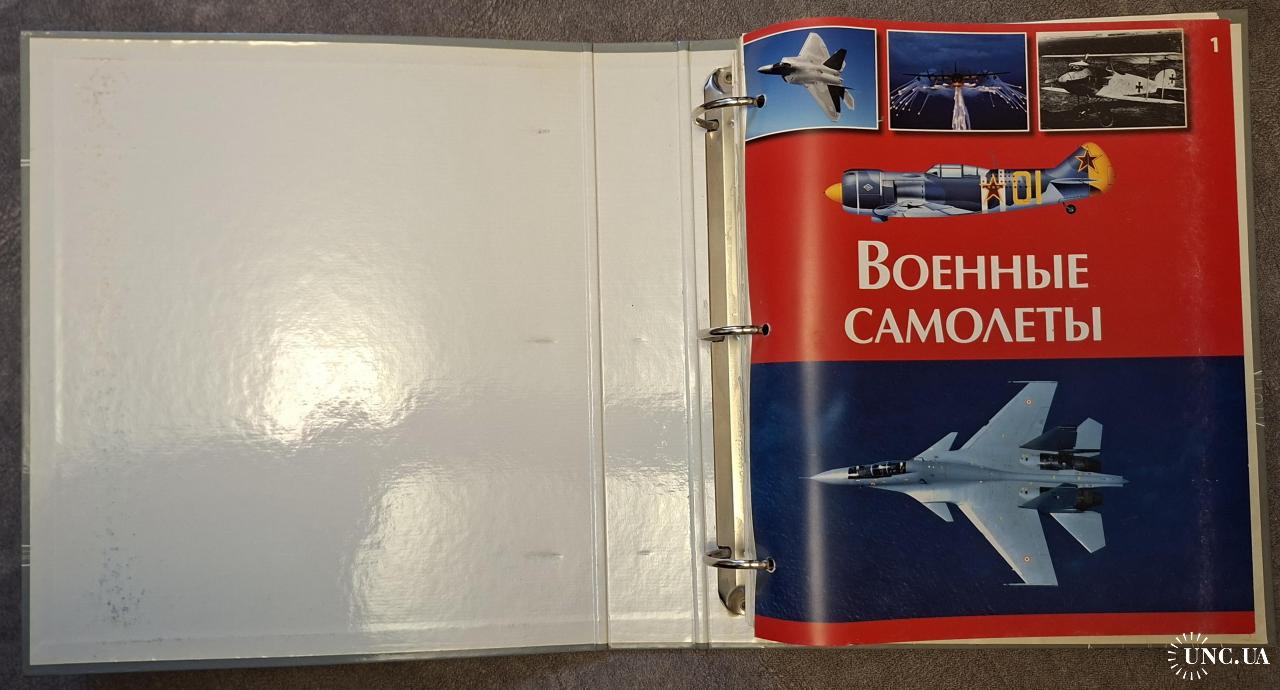 1
01
Военные
самолеты
UNC.UA